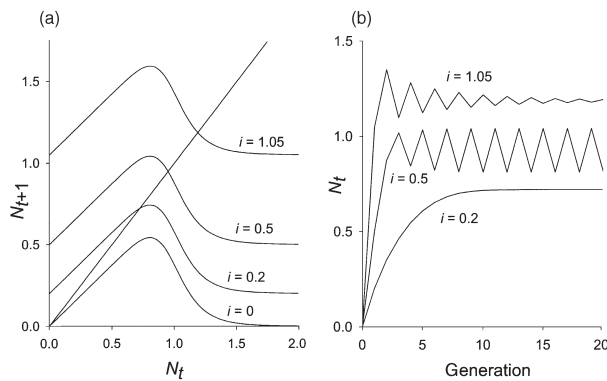 (a)
1.5
1.0
0.5
0.0
0.0 0.5 1.0 1.5 2.0
Nt+1
Nt
i = 1.05
i = 0.5
i = 0.2
i = 0
(b)
1.5
1.0
0.5
0.0
0 5 10 15 20
Nt
Generation
i = 1.05
i = 0.5
i = 0.2